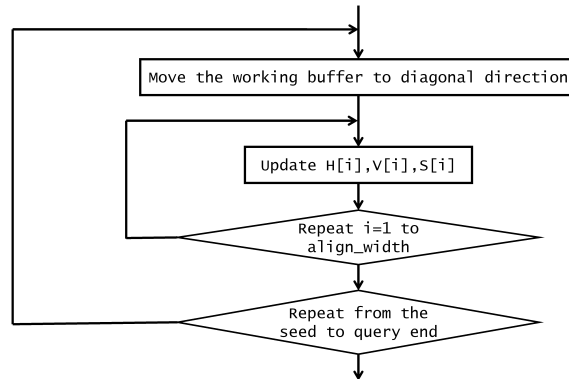 Move the working buffer to diagonal direction
Update H[i],V[i],S[i]
Repeat i=1 to
align_width
Repeat from the
seed to query end